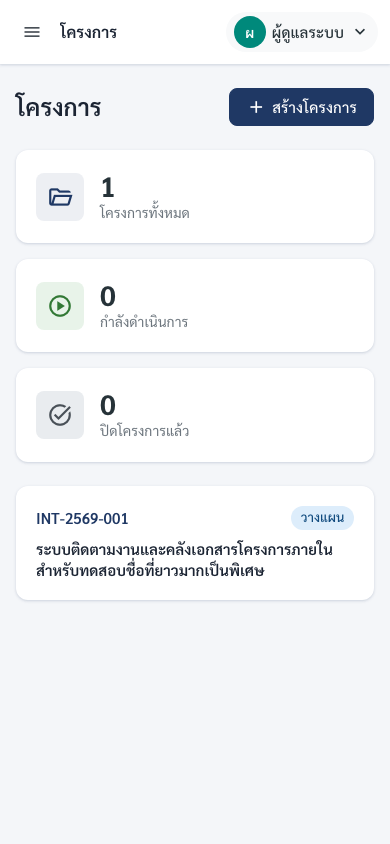 โครงการ
ผ ผู้ดูแลระบบ
โครงการ
สร้างโครงการ
1
โครงการทั้งหมด
0
กำลังดำเนินการ
0
ปิดโครงการแล้ว
INT-2569-001
วางแผน
ระบบติดตามงานและคลังเอกสารโครงการภายใน
สำหรับทดสอบชื่อที่ยาวมากเป็นพิเศษ